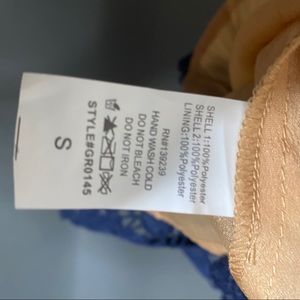 SHELL 1:100%Polyester
SHELL 2:100%Polyester
LINING:100%Polyester
RN#139239
HAND WASH COLD
DO NOT BLEACH
DO NOT IRON
STYLE#GR0145
S